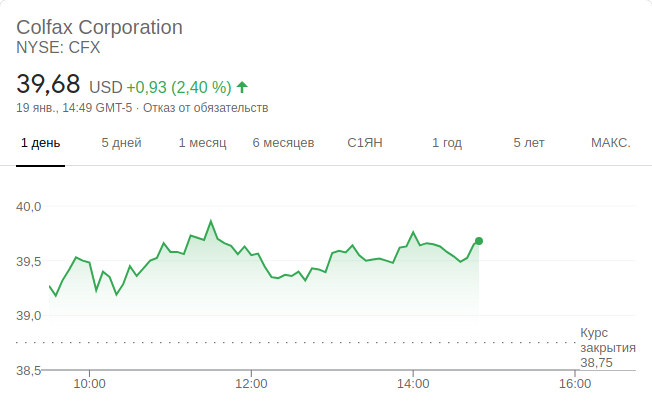 Colfax Corporation
NYSE: CFX
39,68 USD +0,93 (2,40 %)
19 янв., 14:49 GMT-5 · Отказ от обязательств
1 день 5 дней 1 месяц 6 месяцев С1ЯН 1 год 5 лет МАКС.
40,0
39,5
39,0
Курс
закрытия
38,75
38,5
10:00 12:00 14:00 16:00